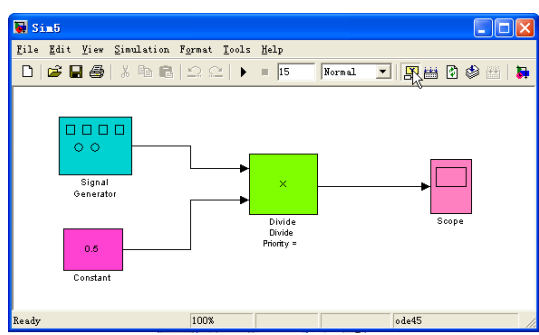 Sim5
File Edit View Simulation Format Tools Help
15 Normal
Signal
Generator
×
Divide
Divide
Priority =
Scope
0.5
Constant
Ready 100% ode45